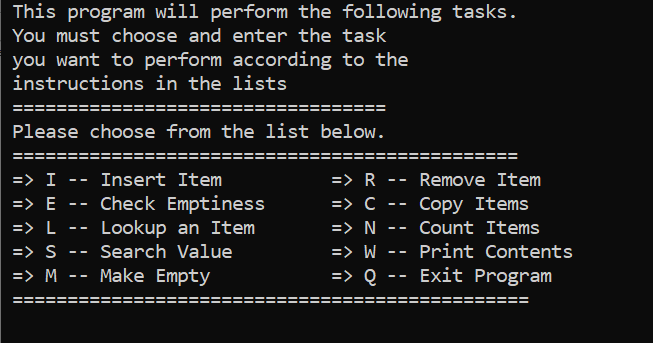 This program will perform the following tasks.
You must choose and enter the task
you want to perform according to the
instructions in the lists
==================================
Please choose from the list below.
==============================================
=> I -- Insert Item          => R -- Remove Item
=> E -- Check Emptiness      => C -- Copy Items
=> L -- Lookup an Item       => N -- Count Items
=> S -- Search Value         => W -- Print Contents
=> M -- Make Empty           => Q -- Exit Program
===============================================